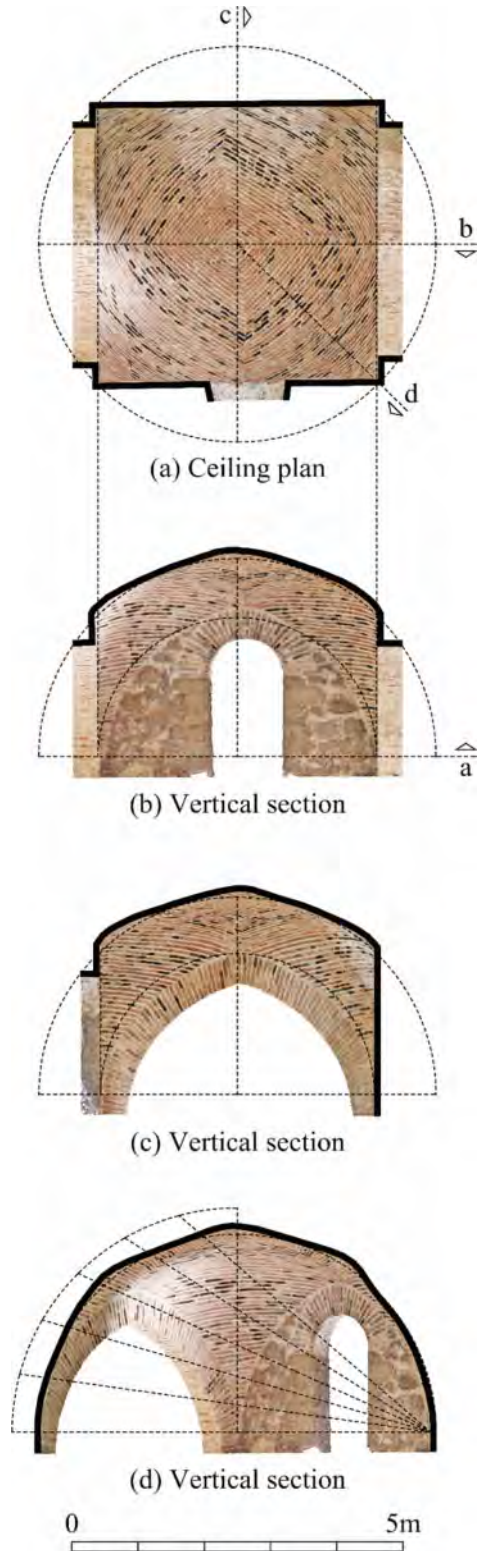 c
b
d
(a) Ceiling plan
a
(b) Vertical section
(c) Vertical section
(d) Vertical section
0 5m